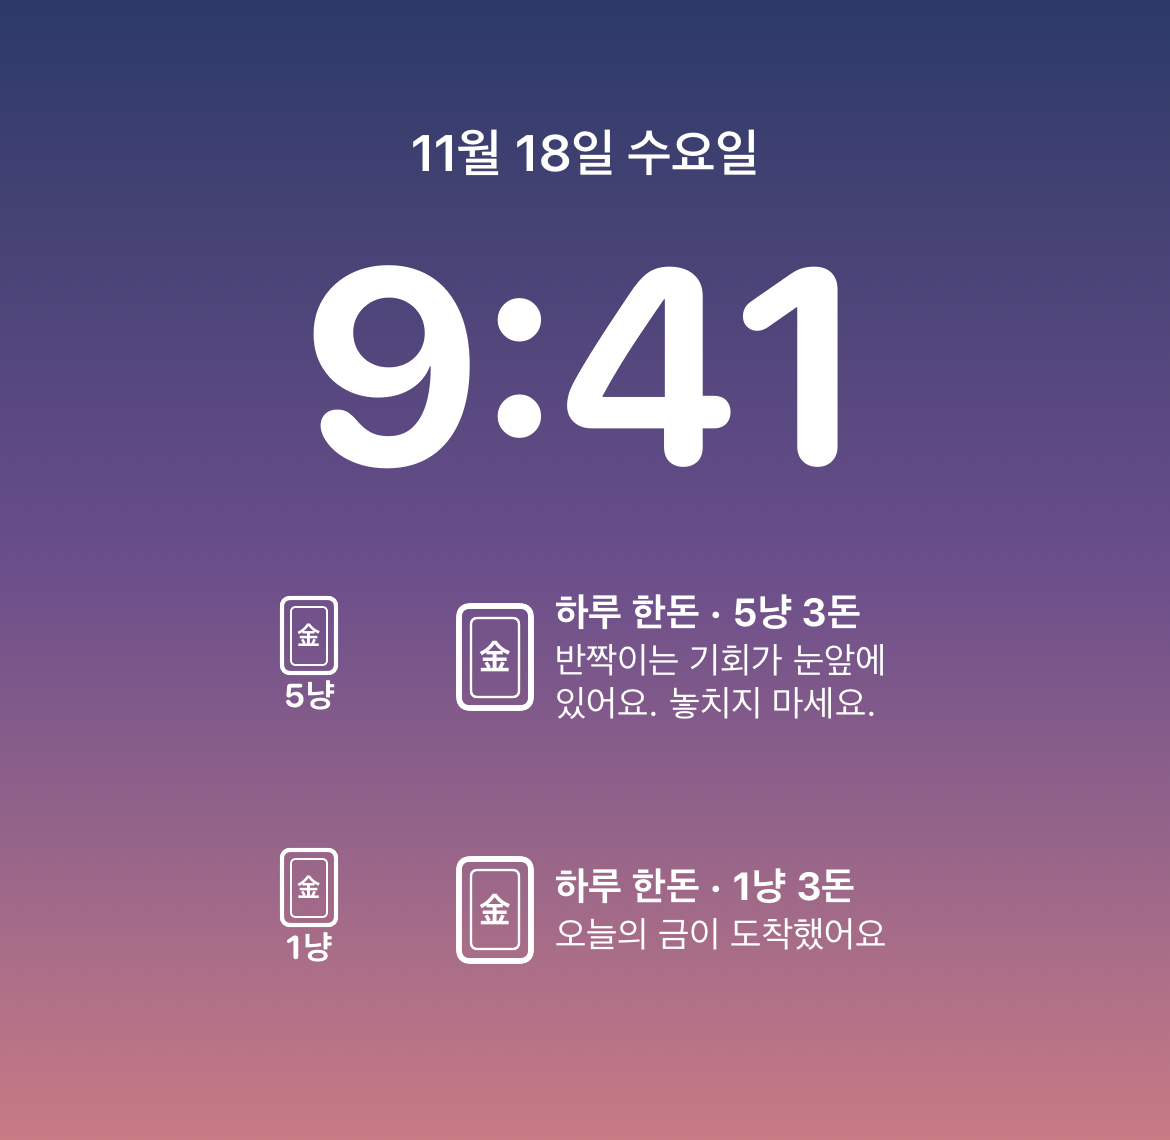 11월 18일 수요일
9:41
金
5냥
金
하루 한돈 · 5냥 3돈
반짝이는 기회가 눈앞에
있어요. 놓치지 마세요.
金
1냥
金
하루 한돈 · 1냥 3돈
오늘의 금이 도착했어요